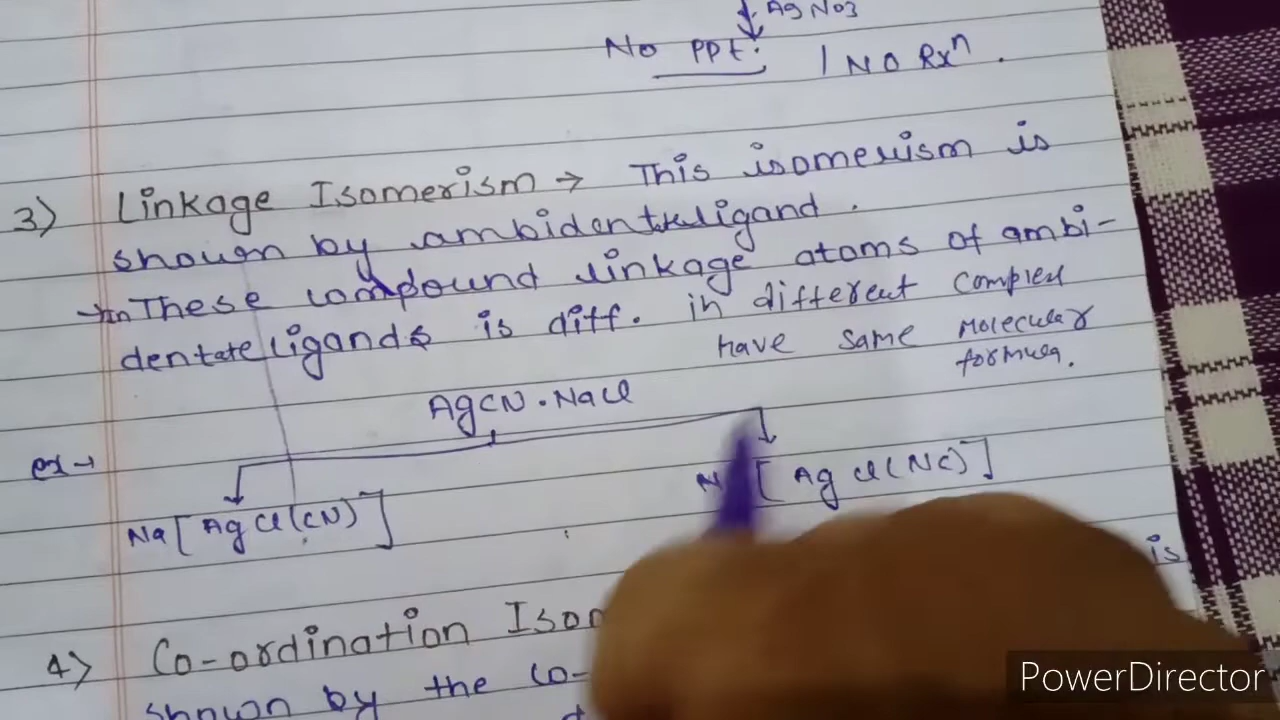 ↓ AgNO3
No PPt. / No Rxⁿ.
3) Linkage Isomerism → This isomerism is
shown by ambidentate ligand.
→ In These compound linkage atoms of ambi-
dentate ligands is diff. in different complex
have same Molecular
formula.
AgCN.NaCl
ex →
Na[AgCl(CN)] [AgCl(NC)]
is
4) Co-ordination Ison
shown by the co-
PowerDirector